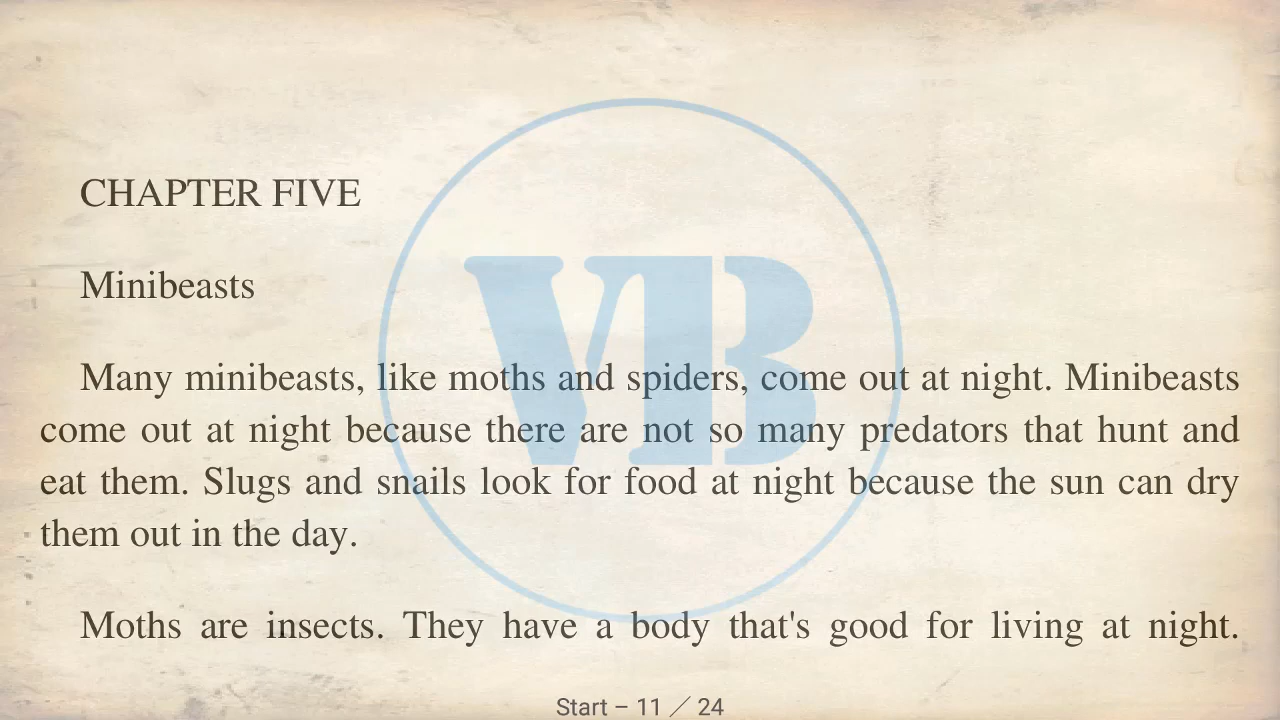 CHAPTER FIVE
Minibeasts
Many minibeasts, like moths and spiders, come out at night. Minibeasts
come out at night because there are not so many predators that hunt and
eat them. Slugs and snails look for food at night because the sun can dry
them out in the day.
Moths are insects. They have a body that's good for living at night.
VB
Start – 11 ⁄ 24